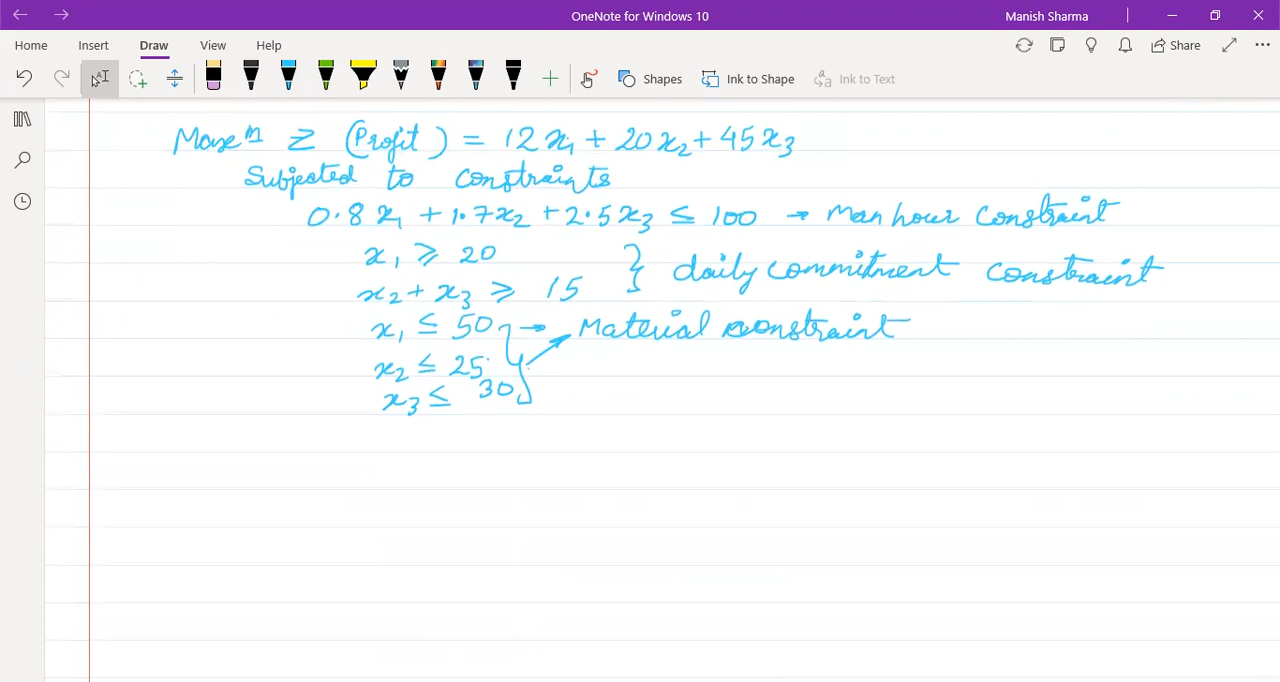 OneNote for Windows 10
Manish Sharma
Home Insert Draw View Help
Share
Shapes Ink to Shape Ink to Text
Maxe^m Z (Profit) = 12x₁ + 20x₂ + 45x₃
Subjected to constraints
0.8x₁ + 1.7x₂ + 2.5x₃ ≤ 100 → Man hour constraint
x₁ ≥ 20
x₂ + x₃ ≥ 15 } daily commitment constraint
x₁ ≤ 50 → Material constraint
x₂ ≤ 25
x₃ ≤ 30